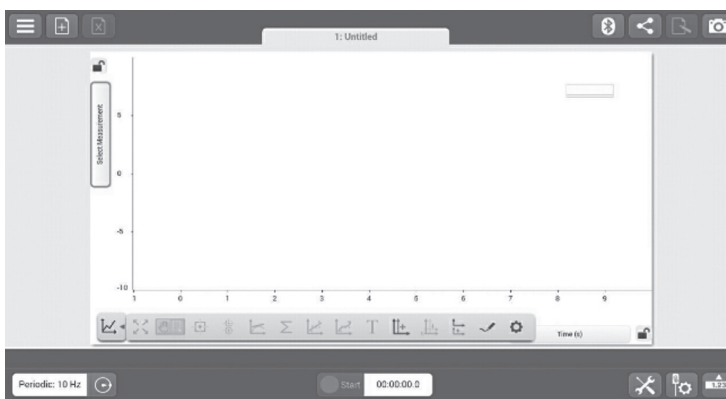 1: Untitled
Select Measurement
5
0
-5
-10
1
0
1
2
3
4
5
6
7
8
9
Σ
T
Time (s)
Periodic: 10 Hz
Start
00:00:00.0